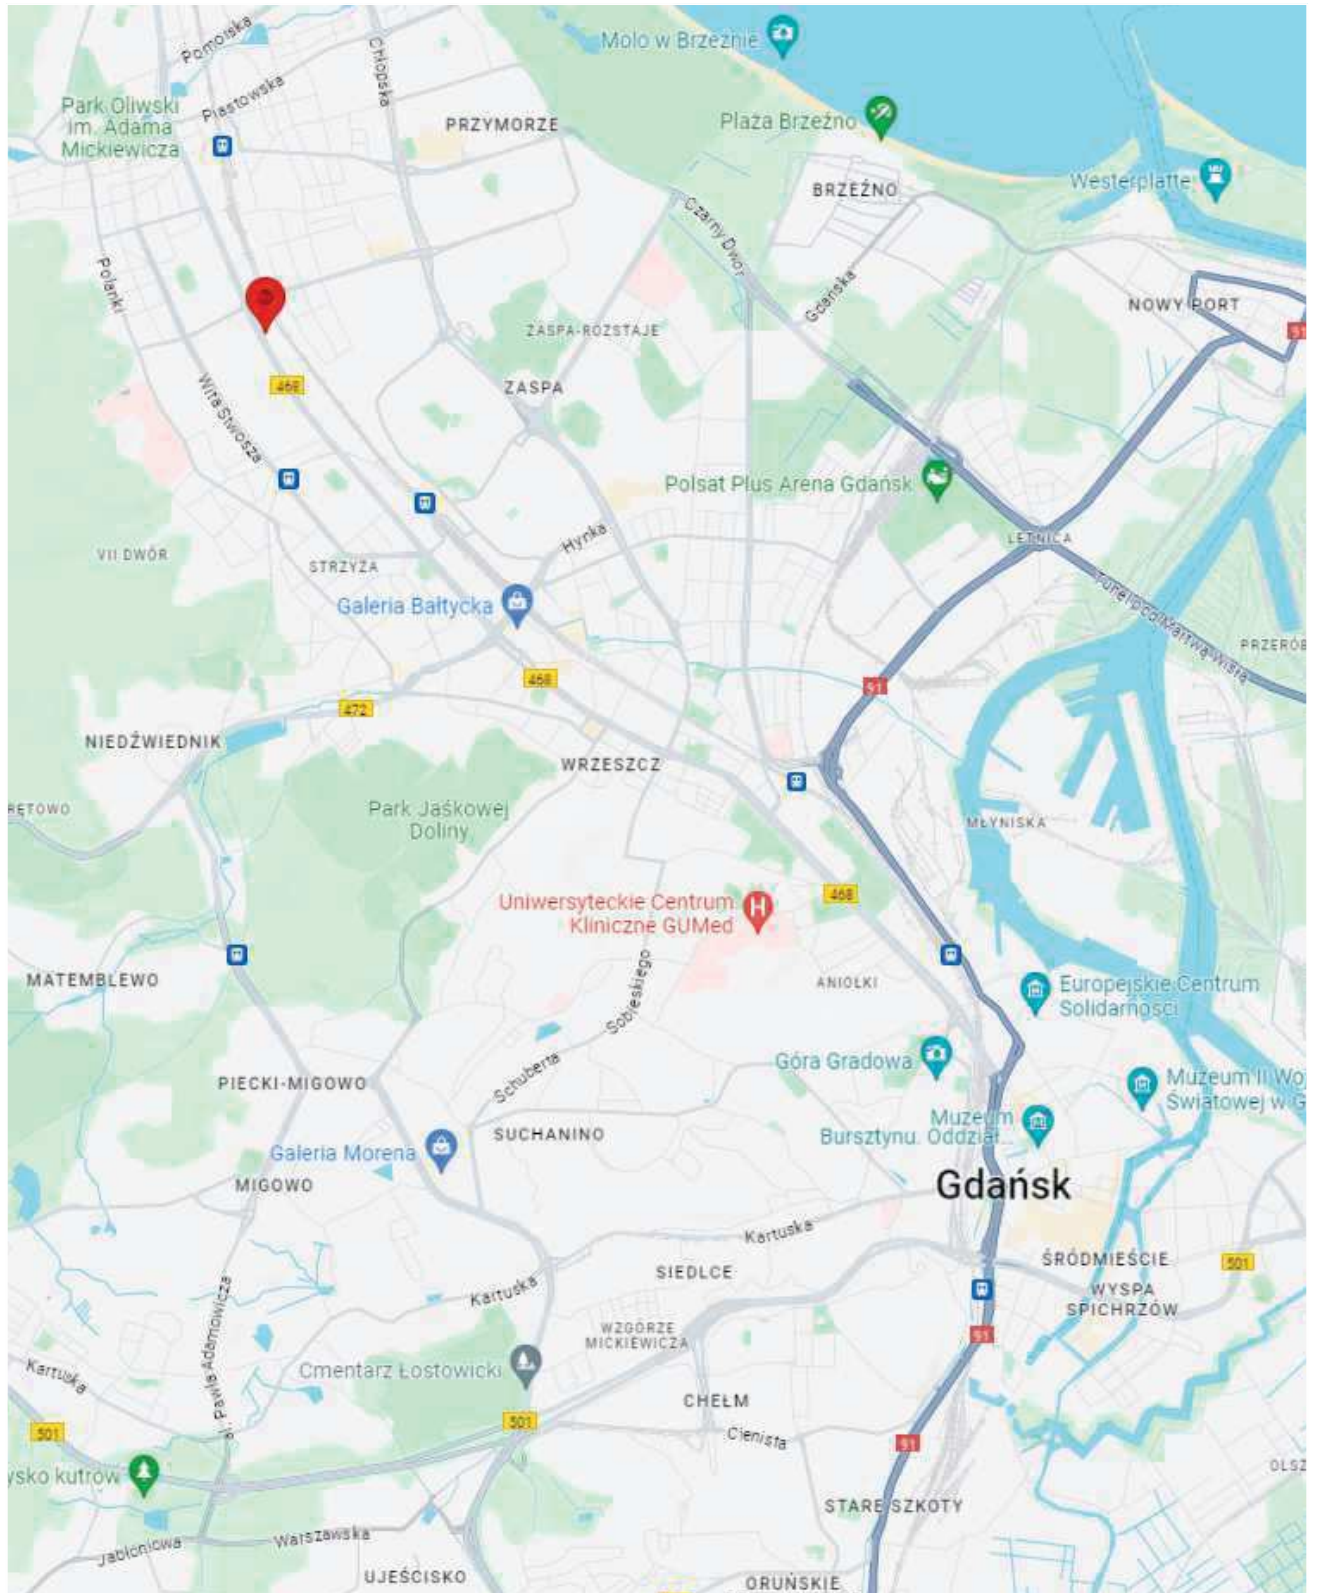 Pomorska
Chłopska
Molo w Brzeźnie
Piastowska
Park Oliwski
im. Adama
Mickiewicza
PRZYMORZE
Plaża Brzeźno
Westerplatte
BRZEŹNO
Czarny Dwór
Polanki
Gdańska
NOWY PORT
ZASPA-ROZSTAJE
91
468
ZASPA
Wita Stwosza
Polsat Plus Arena Gdańsk
Hynka
LETNICA
VII DWÓR
STRZYŻA
Galeria Bałtycka
Tunel pod Martwą Wisłą
PRZERÓB
468
91
472
NIEDŹWIEDNIK
WRZESZCZ
RĘTOWO
Park Jaśkowej
Doliny
MŁYNISKA
468
Uniwersyteckie Centrum
Kliniczne GUMed
MATEMBLEWO
ANIOŁKI
Europejskie Centrum
Solidarności
Sobieskiego
Góra Gradowa
Schuberta
PIECKI-MIGOWO
Muzeum II Wo
Światowej w G
Muzeum
Bursztynu. Oddział...
SUCHANINO
Galeria Morena
MIGOWO
Gdańsk
Kartuska
ŚRÓDMIEŚCIE
501
SIEDLCE
Kartuska
WYSPA
SPICHRZÓW
WZGÓRZE
MICKIEWICZA
91
al. Pawła Adamowicza
Kartuska
Cmentarz Łostowicki
CHEŁM
501
501
Cienista
91
ysko kutrów
OLSZ
STARE SZKOTY
Warszawska
Jabłoniowa
UJEŚCISKO
ORUŃSKIE